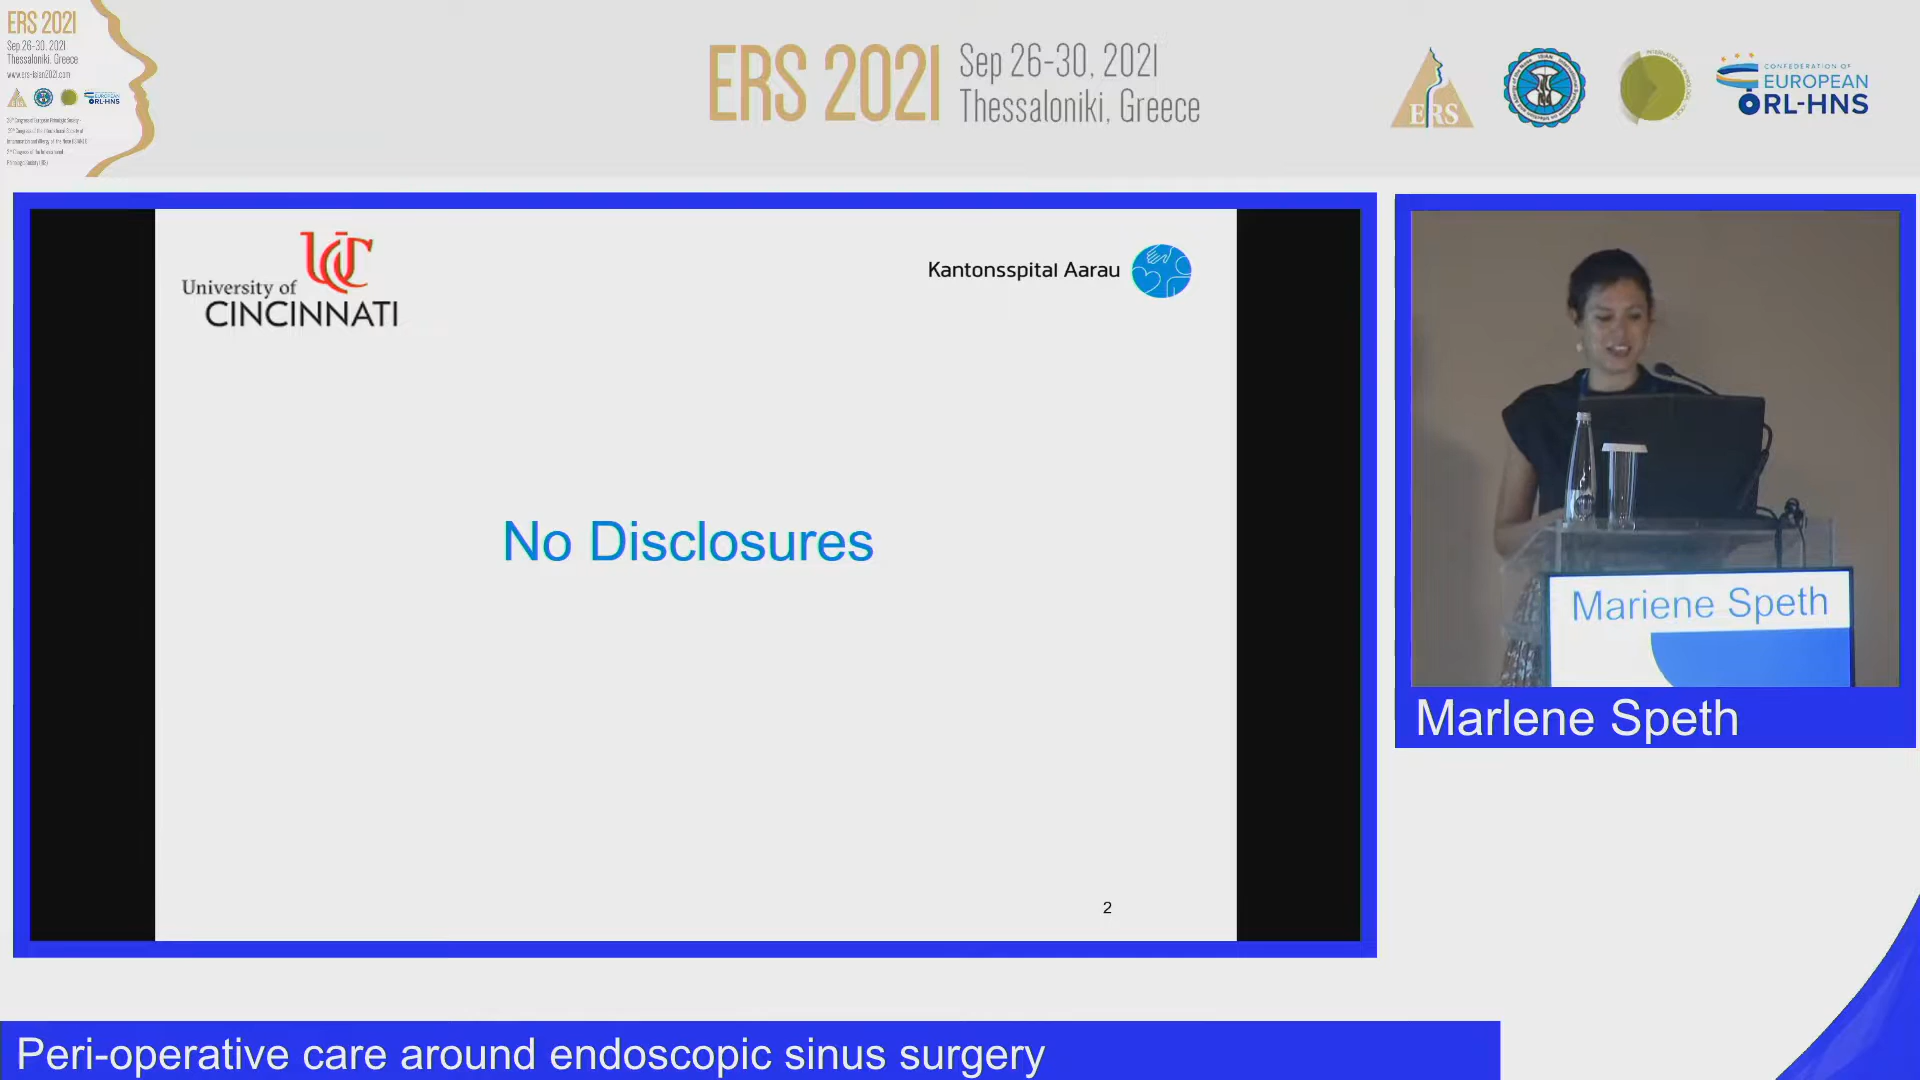 ERS 2021
Sep 26-30, 2021
Thessaloniki, Greece
www.ers-isian2021.com
ERS 2021
Sep 26-30, 2021
Thessaloniki, Greece
ERS
CONFEDERATION OF
EUROPEAN
ORL-HNS
University of
CINCINNATI
Kantonsspital Aarau
No Disclosures
2
Mariene Speth
Marlene Speth
Peri-operative care around endoscopic sinus surgery